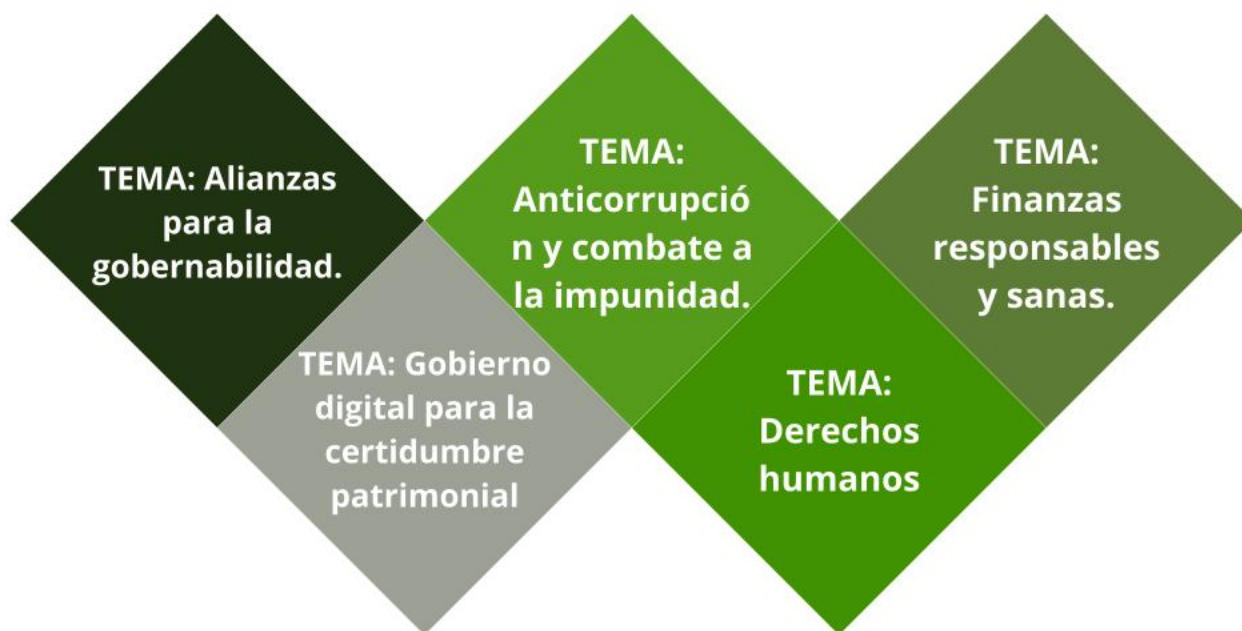 TEMA: Alianzas
para la
gobernabilidad.
TEMA: Gobierno
digital para la
certidumbre
patrimonial
TEMA:
Anticorrupció
n y combate a
la impunidad.
TEMA:
Derechos
humanos
TEMA:
Finanzas
responsables
y sanas.